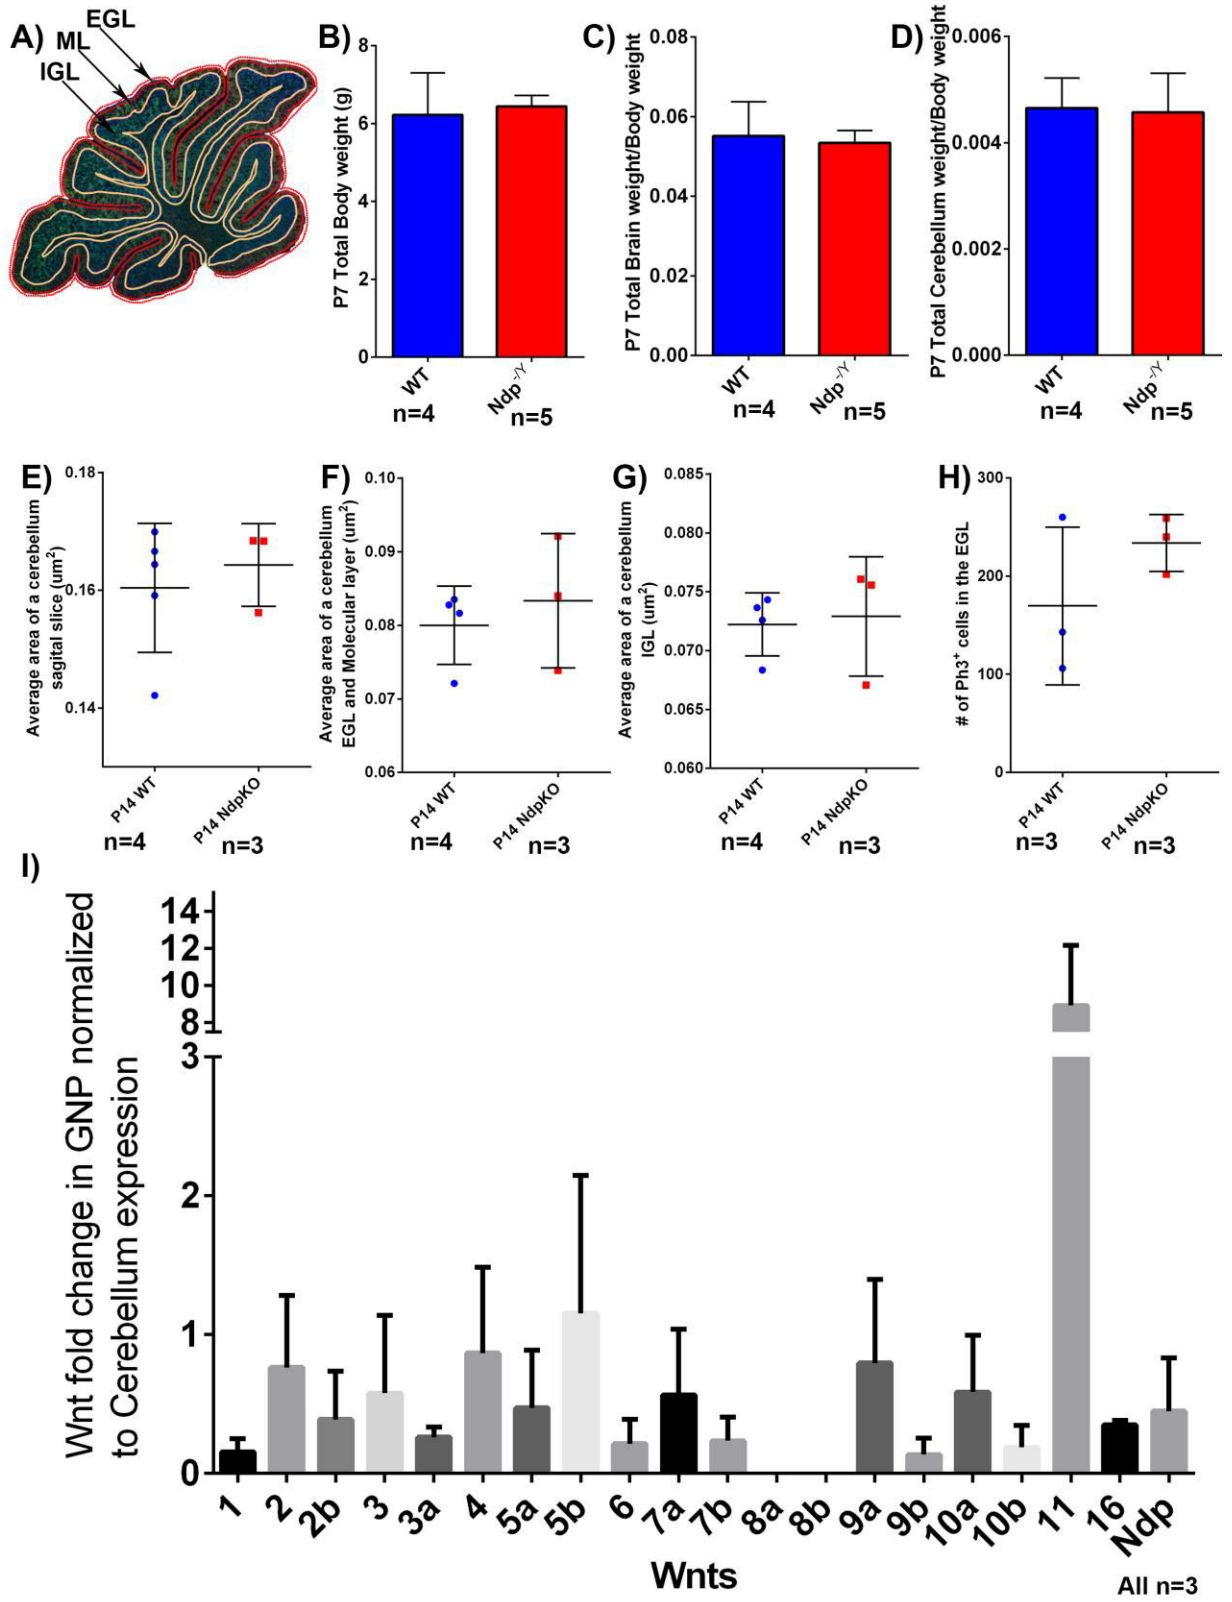 A)
EGL
ML
IGL
B)
P7 Total Body weight (g)
8
6
4
2
0
WT
Ndp-/Y
n=4
n=5
C)
P7 Total Brain weight/Body weight
0.08
0.06
0.04
0.02
0.00
WT
Ndp-/Y
n=4
n=5
D)
P7 Total Cerebellum weight/Body weight
0.006
0.004
0.002
0.000
WT
Ndp-/Y
n=4
n=5
E)
Average area of a cerebellum
sagital slice (um²)
0.18
0.16
0.14
P14 WT
P14 NdpKO
n=4
n=3
F)
Average area of a cerebellum
EGL and Molecular layer (um²)
0.10
0.09
0.08
0.07
0.06
P14 WT
P14 NdpKO
n=4
n=3
G)
Average area of a cerebellum
IGL (um²)
0.085
0.080
0.075
0.070
0.065
0.060
P14 WT
P14 NdpKO
n=4
n=3
H)
# of Ph3⁺ cells in the EGL
300
200
100
0
P14 WT
P14 NdpKO
n=3
n=3
I)
Wnt fold change in GNP normalized
to Cerebellum expression
14
12
10
8
3
2
1
0
1
2
2b
3
3a
4
5a
5b
6
7a
7b
8a
8b
9a
9b
10a
10b
11
16
Ndp
Wnts
All n=3